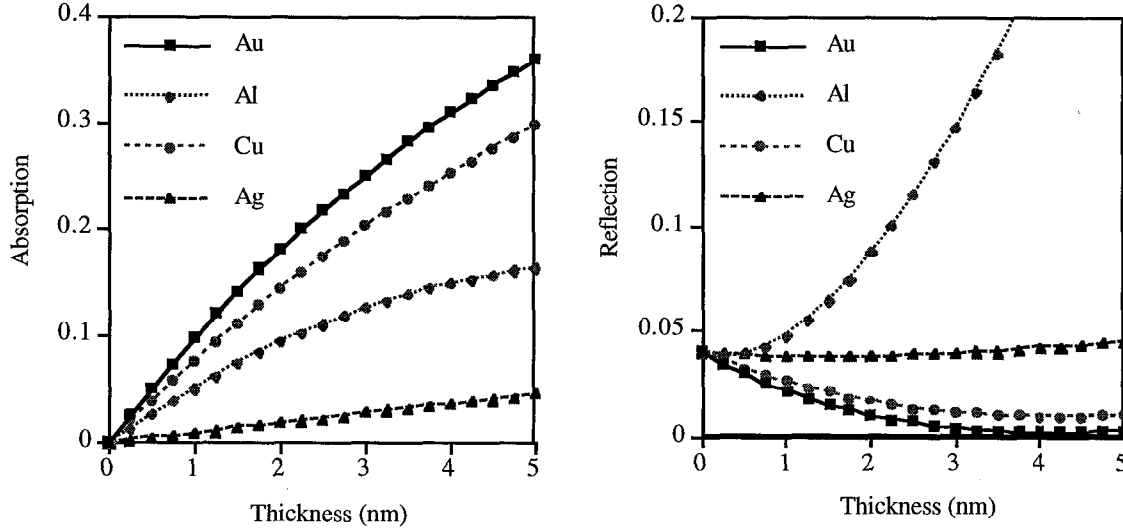 0.4
Au
Al
Cu
Ag
0.3
0.2
0.1
0
Absorption
0 1 2 3 4 5
Thickness (nm)
0.2
Au
Al
Cu
Ag
0.15
0.1
0.05
0
Reflection
0 1 2 3 4 5
Thickness (nm)